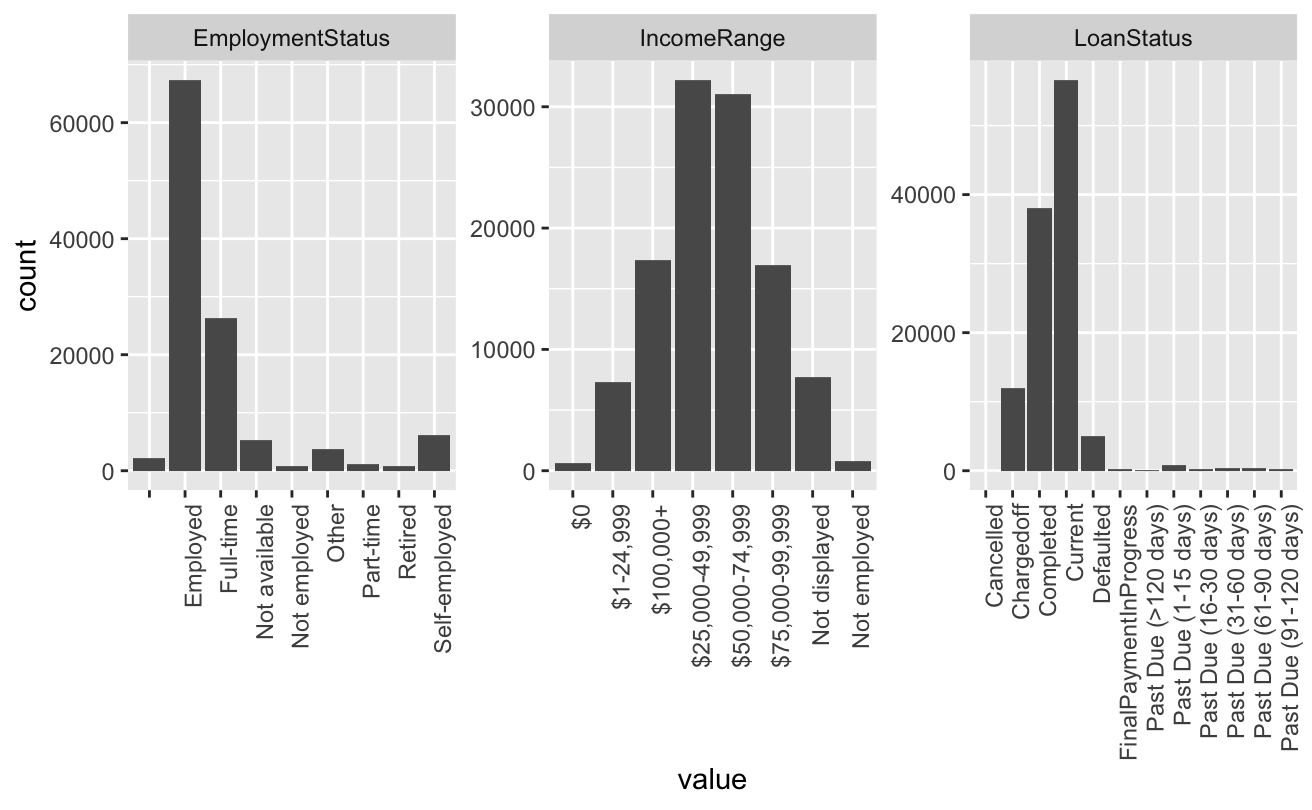 EmploymentStatus
IncomeRange
LoanStatus
count
60000
40000
20000
0
Employed
Full-time
Not available
Not employed
Other
Part-time
Retired
Self-employed
30000
20000
10000
0
$0
$1-24,999
$100,000+
$25,000-49,999
$50,000-74,999
$75,000-99,999
Not displayed
Not employed
40000
20000
0
Cancelled
Chargedoff
Completed
Current
Defaulted
FinalPaymentInProgress
Past Due (>120 days)
Past Due (1-15 days)
Past Due (16-30 days)
Past Due (31-60 days)
Past Due (61-90 days)
Past Due (91-120 days)
value